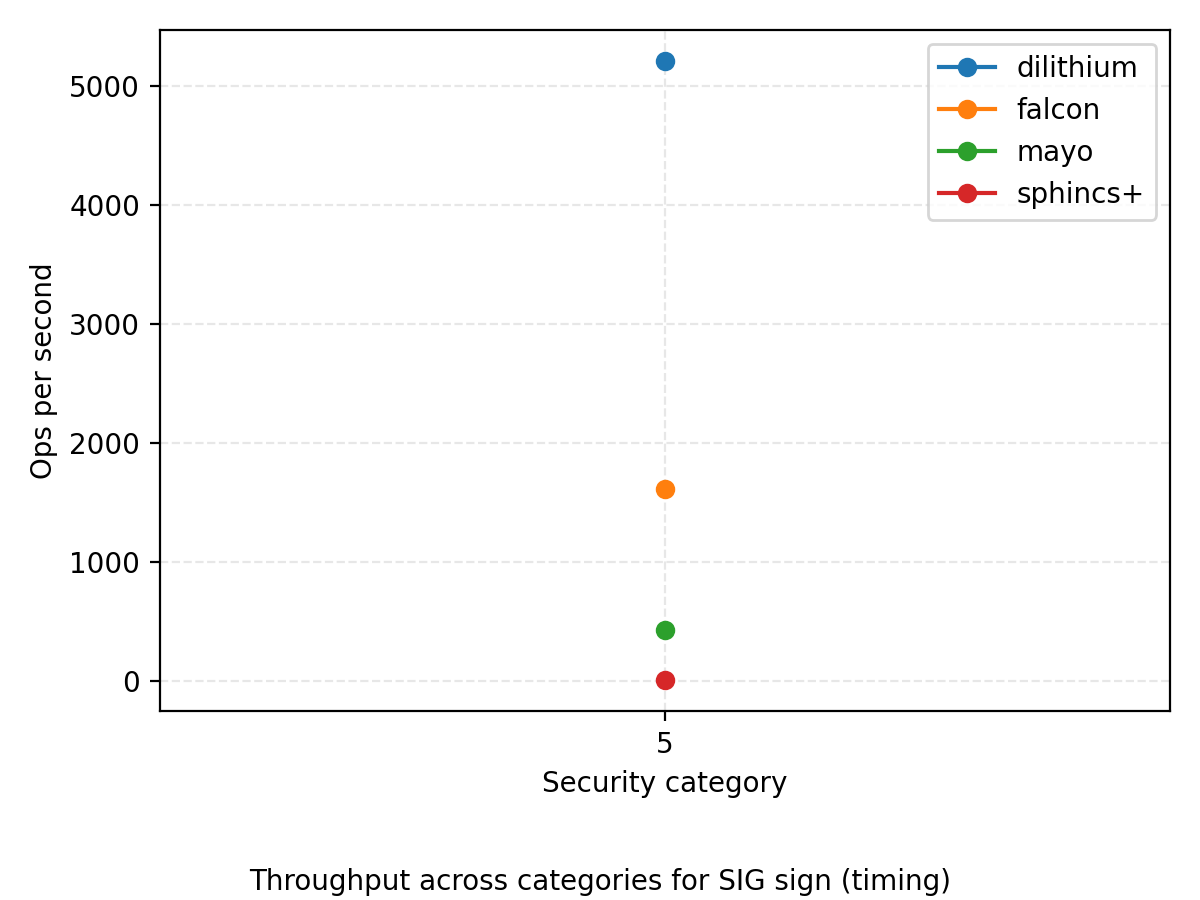 dilithium
falcon
mayo
sphincs+
5000
4000
3000
2000
1000
0
Ops per second
5
Security category
Throughput across categories for SIG sign (timing)